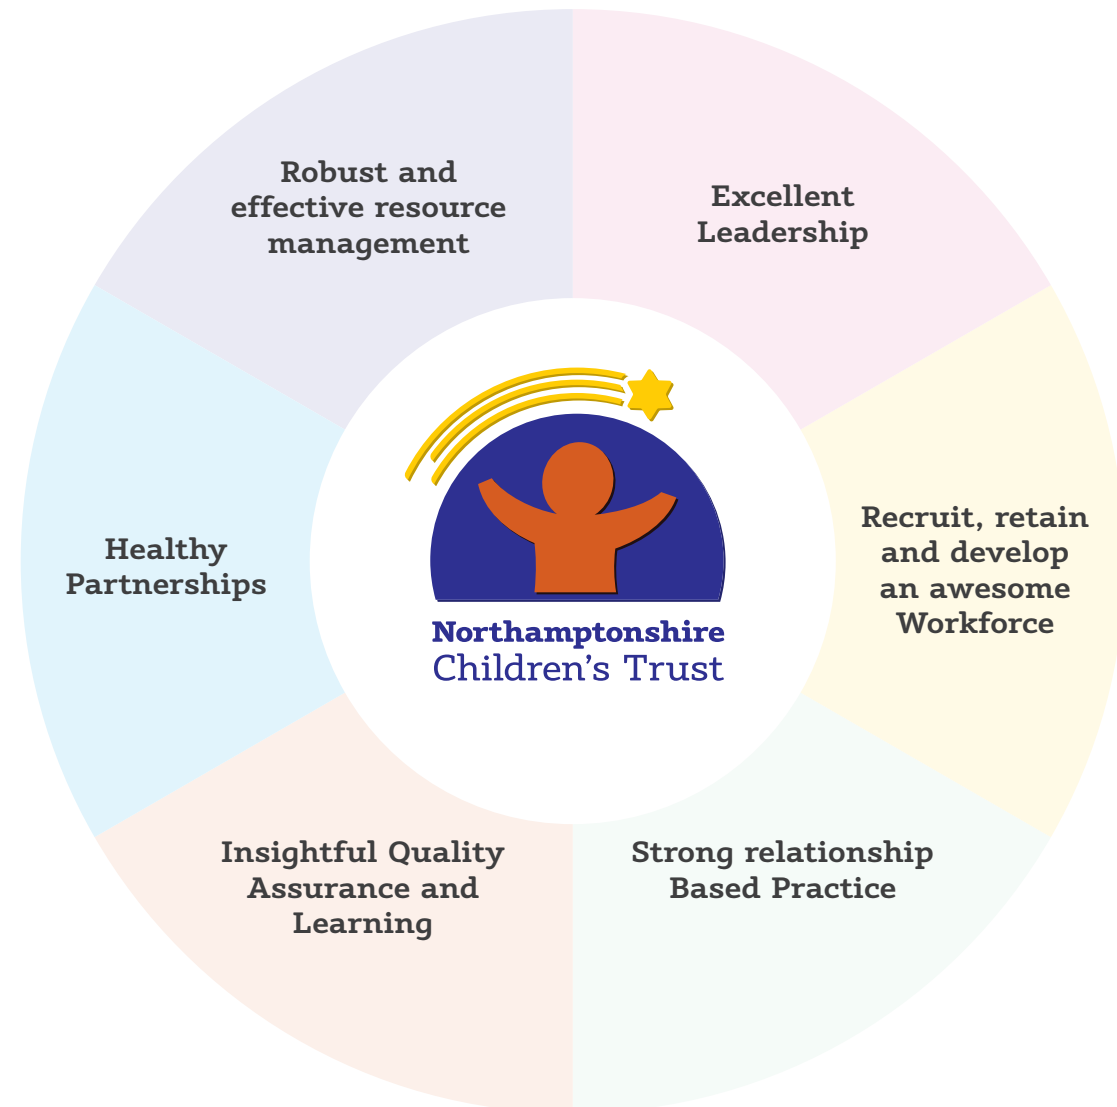 Robust and
effective resource
management
Excellent
Leadership
Recruit, retain
and develop
an awesome
Workforce
Strong relationship
Based Practice
Insightful Quality
Assurance and
Learning
Healthy
Partnerships
Northamptonshire
Children’s Trust